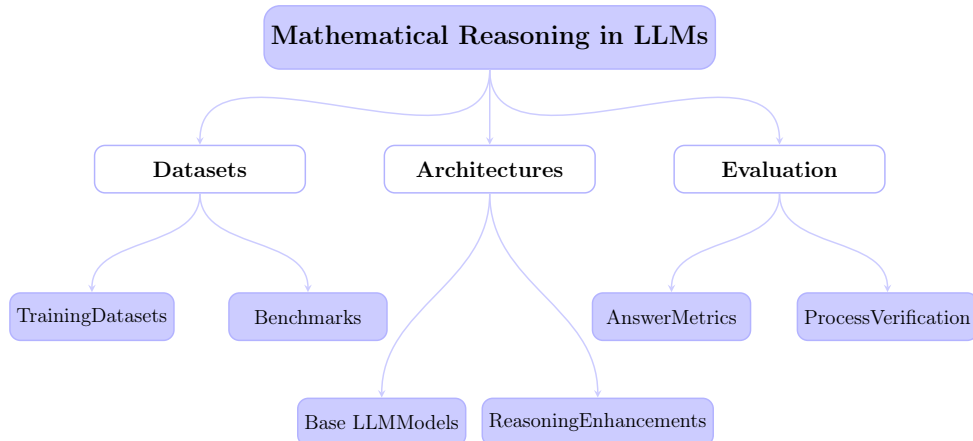 Mathematical Reasoning in LLMs
Datasets
Architectures
Evaluation
TrainingDatasets
Benchmarks
AnswerMetrics
ProcessVerification
Base LLMModels
ReasoningEnhancements